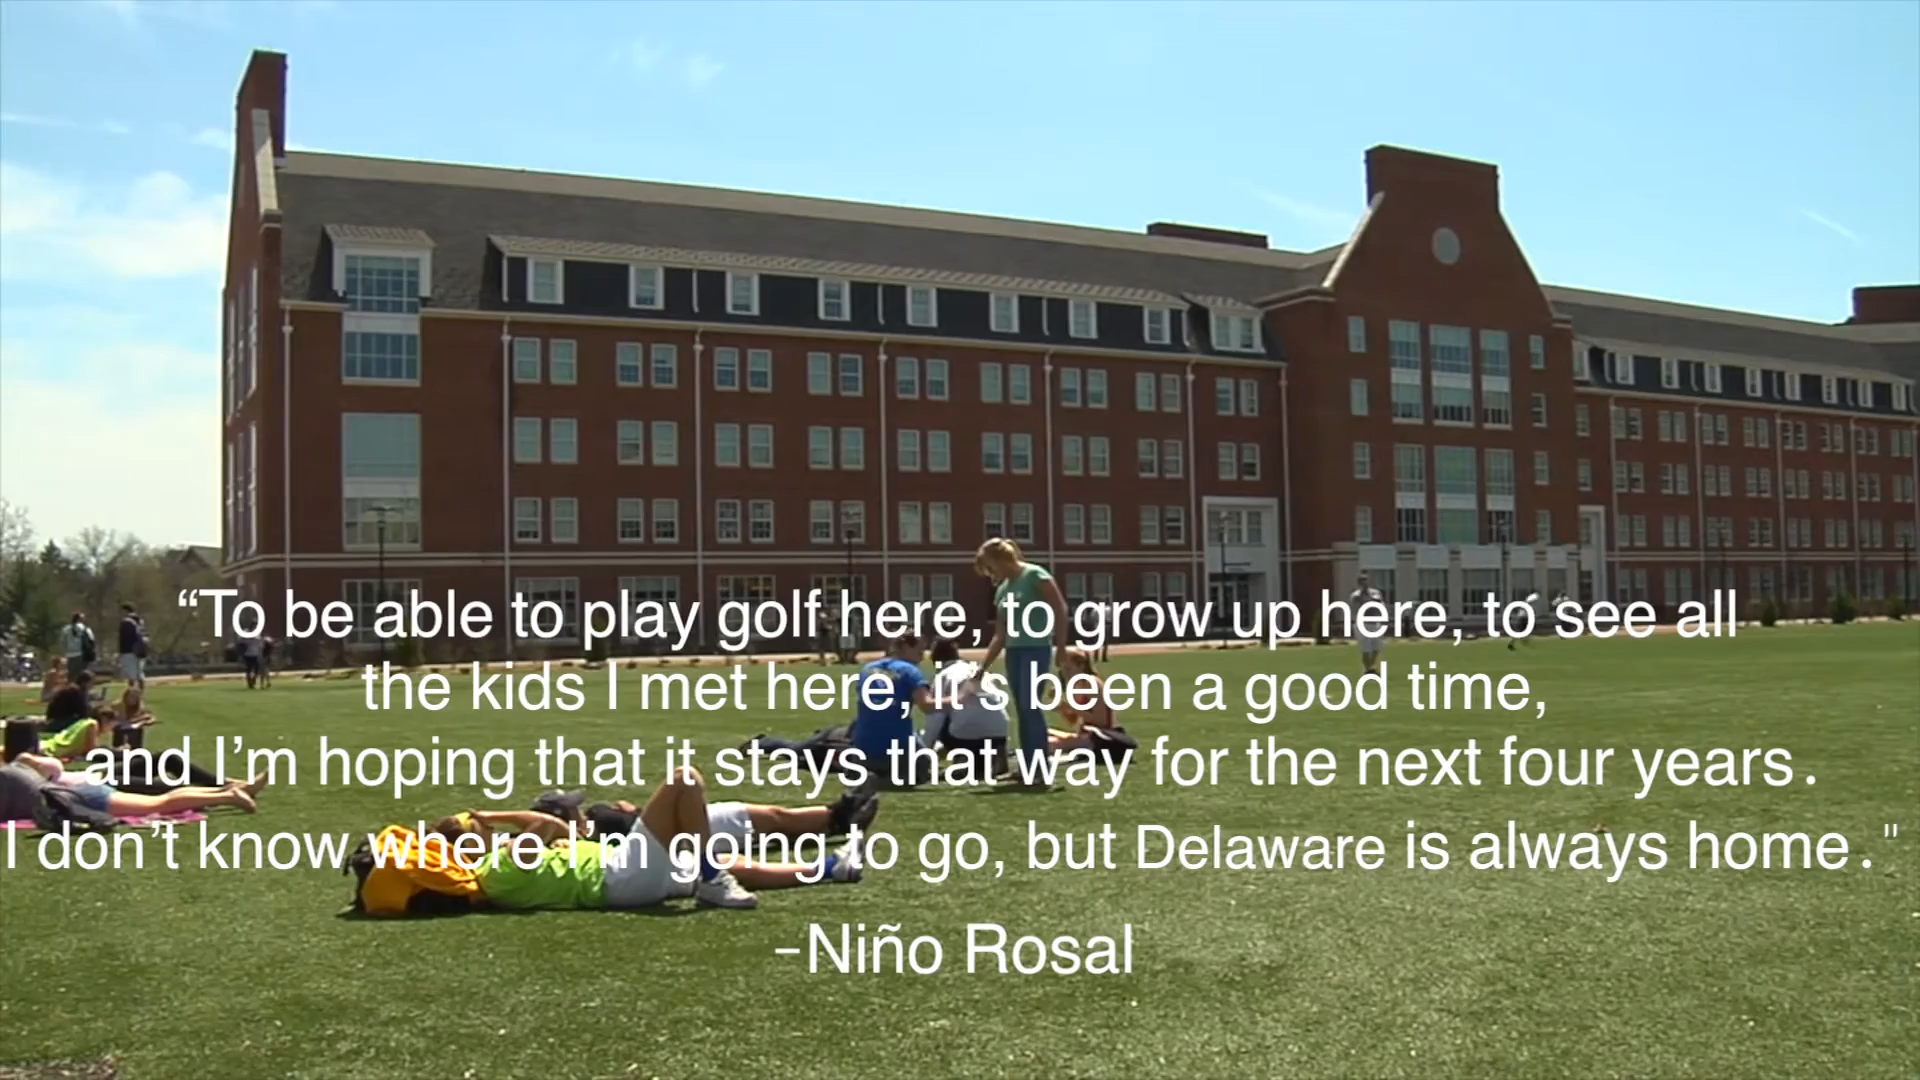 “To be able to play golf here, to grow up here, to see all
the kids I met here, it’s been a good time,
and I’m hoping that it stays that way for the next four years.
I don’t know where I’m going to go, but Delaware is always home."
-Niño Rosal